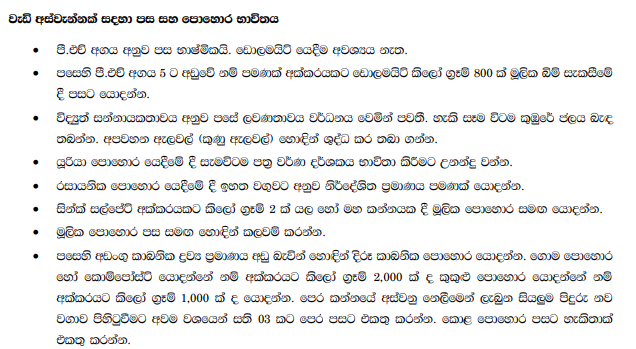 වැඩි අස්වැන්නක් සඳහා පස සහ පොහොර භාවිතය
• පී.එච් අගය අනුව පස භාෂ්මිකයි. ඩොලමයිට් යෙදීම අවශ්‍යය නැත.
• පසෙහි පී.එච් අගය 5 ට අඩුවේ නම් පමණක් අක්කරයකට ඩොලමයිට් කිලෝ ග්‍රෑම් 800 ක් මූලික බිම් සැකසීමේ
දී පසට යොදන්න.
• විද්‍යුත් සන්නායකතාවය අනුව පසේ ලවණතාවය වර්ධනය වෙමින් පවතී. හැකි සෑම විටම කුඹුරේ ජලය බැඳ
තබන්න. අපවහන ඇලවල් (කුණු ඇලවල්) හොඳින් ශුද්ධ කර තබා ගන්න.
• යූරියා පොහොර යෙදීමේ දී සැමවිටම පත්‍ර වර්ණ දර්ශකය භාවිතා කිරීමට උනන්දු වන්න.
• රසායනික පොහොර යෙදීමේ දී ඉහත වගුවට අනුව නිර්දේශිත ප්‍රමාණය පමණක් යොදන්න.
• සින්ක් සල්පේට් අක්කරයකට කිලෝ ග්‍රෑම් 2 ක් යල හෝ මහ කන්නයක දී මූලික පොහොර සමඟ යොදන්න.
• මූලික පොහොර පස සමඟ හොඳින් කලවම් කරන්න.
• පසෙහි අඩංගු කාබනික ද්‍රව්‍ය ප්‍රමාණය අඩු බැවින් හොඳින් දිරූ කාබනික පොහොර යොදන්න. ගොම පොහොර
හෝ කොම්පෝස්ට් යොදන්නේ නම් අක්කරයට කිලෝ ග්‍රෑම් 2,000 ක් ද කුකුළු පොහොර යොදන්නේ නම්
අක්කරයට කිලෝ ග්‍රෑම් 1,000 ක් ද යොදන්න. පෙර කන්නයේ අස්වනු නෙලීමෙන් ලැබුන සියලුම පිදුරු නව
වගාව පිහිටුවීමට අවම වශයෙන් සති 03 කට පෙර පසට එකතු කරන්න. කොළ පොහොර පසට හැකිතාක්
එකතු කරන්න.